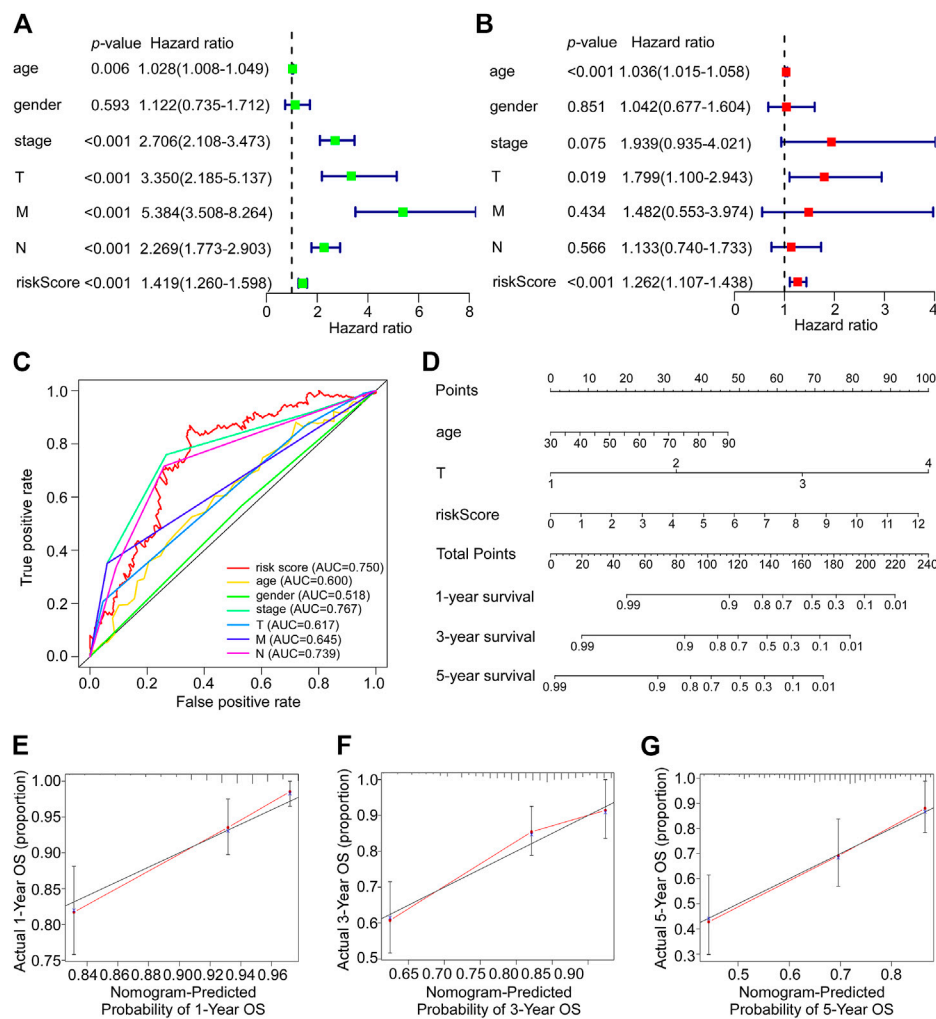 A
p-value Hazard ratio
age 0.006 1.028(1.008-1.049)
gender 0.593 1.122(0.735-1.712)
stage <0.001 2.706(2.108-3.473)
T <0.001 3.350(2.185-5.137)
M <0.001 5.384(3.508-8.264)
N <0.001 2.269(1.773-2.903)
riskScore <0.001 1.419(1.260-1.598)
0 2 4 6 8
Hazard ratio
B
p-value Hazard ratio
age <0.001 1.036(1.015-1.058)
gender 0.851 1.042(0.677-1.604)
stage 0.075 1.939(0.935-4.021)
T 0.019 1.799(1.100-2.943)
M 0.434 1.482(0.553-3.974)
N 0.566 1.133(0.740-1.733)
riskScore <0.001 1.262(1.107-1.438)
0 1 2 3 4
Hazard ratio
C
True positive rate
1.0
0.8
0.6
0.4
0.2
0.0
risk score (AUC=0.750)
age (AUC=0.600)
gender (AUC=0.518)
stage (AUC=0.767)
T (AUC=0.617)
M (AUC=0.645)
N (AUC=0.739)
0.0 0.2 0.4 0.6 0.8 1.0
False positive rate
D
0 10 20 30 40 50 60 70 80 90 100
Points
age
30 40 50 60 70 80 90
2 4
T
1 3
riskScore
0 1 2 3 4 5 6 7 8 9 10 11 12
Total Points
0 20 40 60 80 100 120 140 160 180 200 220 240
1-year survival
0.99 0.9 0.8 0.7 0.5 0.3 0.1 0.01
3-year survival
0.99 0.9 0.8 0.7 0.5 0.3 0.1 0.01
5-year survival
0.99 0.9 0.8 0.7 0.5 0.3 0.1 0.01
E
Actual 1-Year OS (proportion)
1.00
0.95
0.90
0.85
0.80
0.75
0.84 0.86 0.88 0.90 0.92 0.94 0.96
Nomogram-Predicted
Probability of 1-Year OS
F
Actual 3-Year OS (proportion)
1.0
0.9
0.8
0.7
0.6
0.5
0.65 0.70 0.75 0.80 0.85 0.90
Nomogram-Predicted
Probability of 3-Year OS
G
Actual 5-Year OS (proportion)
1.0
0.9
0.8
0.7
0.6
0.5
0.4
0.3
0.5 0.6 0.7 0.8
Nomogram-Predicted
Probability of 5-Year OS